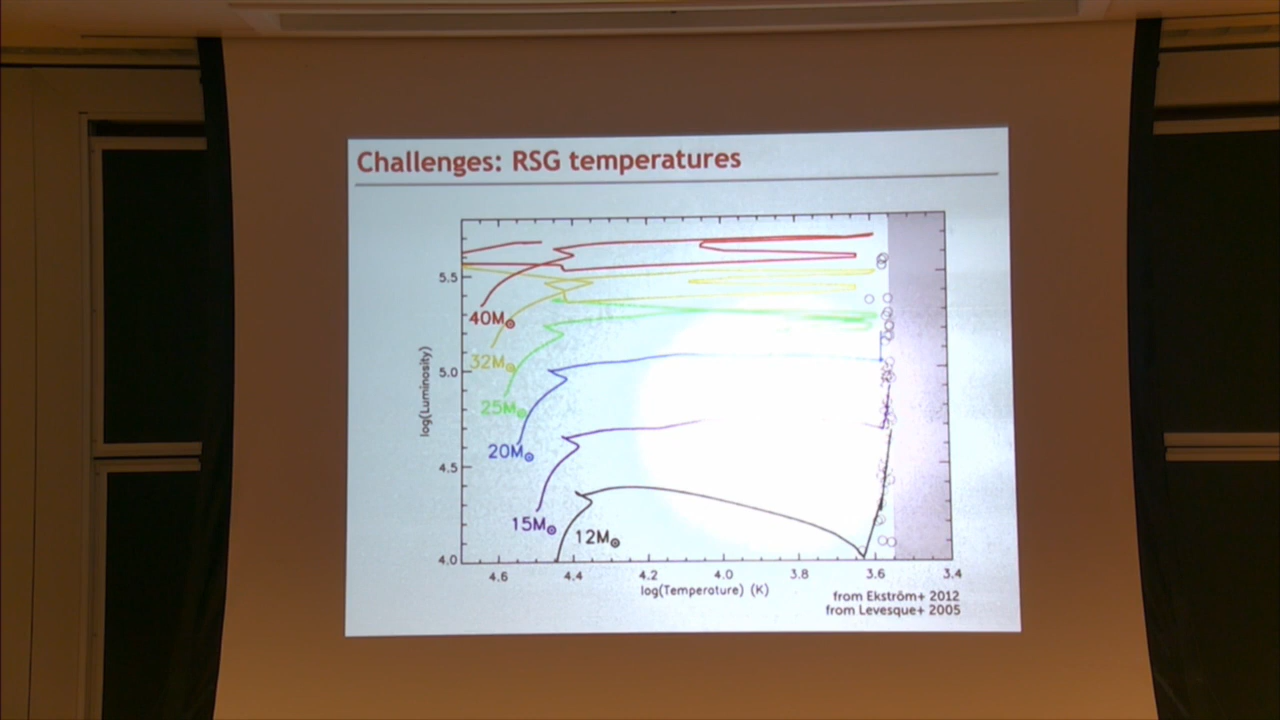 Challenges: RSG temperatures
5.5
5.0
4.5
4.0
log(Luminosity)
40M⊙
32M⊙
25M⊙
20M⊙
15M⊙
12M⊙
4.6 4.4 4.2 4.0 3.8 3.6 3.4
log(Temperature) (K)
from Ekström+ 2012
from Levesque+ 2005